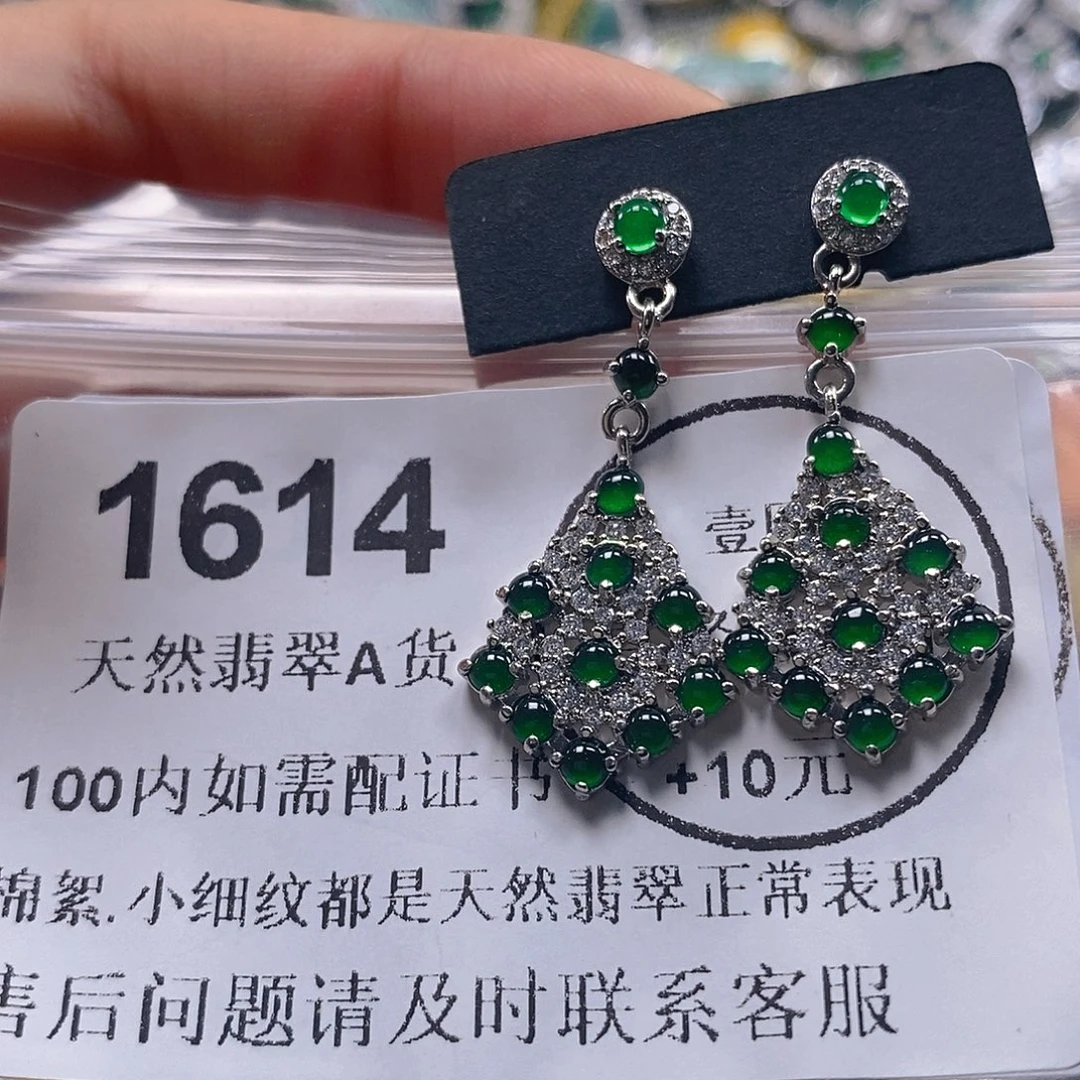 1614
壹
天然翡翠A货
100内如需配证书 +10元
棉絮.小细纹都是天然翡翠正常表现
售后问题请及时联系客服